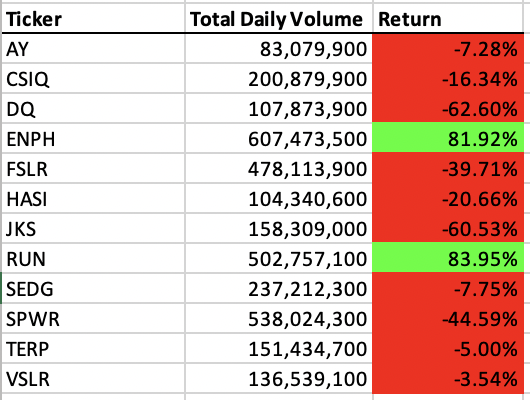 Ticker Total Daily Volume Return
AY 83,079,900 -7.28%
CSIQ 200,879,900 -16.34%
DQ 107,873,900 -62.60%
ENPH 607,473,500 81.92%
FSLR 478,113,900 -39.71%
HASI 104,340,600 -20.66%
JKS 158,309,000 -60.53%
RUN 502,757,100 83.95%
SEDG 237,212,300 -7.75%
SPWR 538,024,300 -44.59%
TERP 151,434,700 -5.00%
VSLR 136,539,100 -3.54%